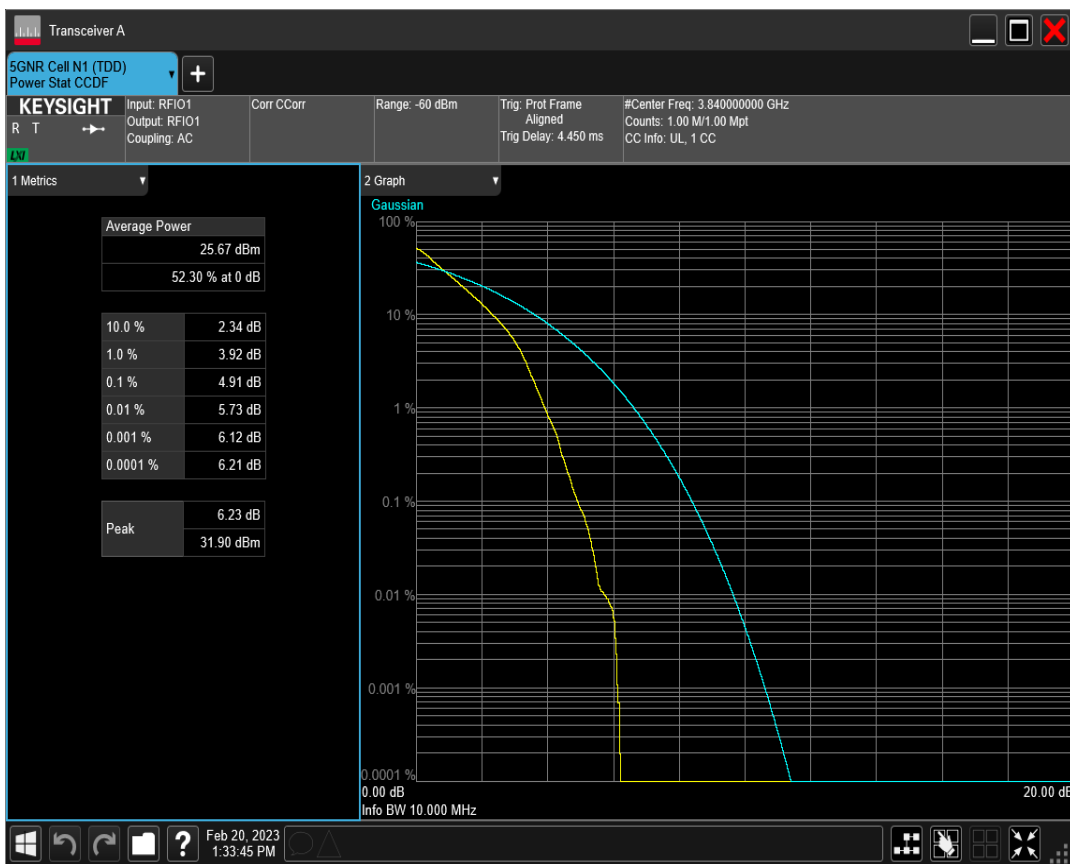 Transceiver A
5GNR Cell N1 (TDD)
Power Stat CCDF
KEYSIGHT
R T
LXI
Input: RFIO1
Output: RFIO1
Coupling: AC
Corr CCorr
Range: -60 dBm
Trig: Prot Frame
Aligned
Trig Delay: 4.450 ms
#Center Freq: 3.840000000 GHz
Counts: 1.00 M/1.00 Mpt
CC Info: UL, 1 CC
1 Metrics
Average Power
25.67 dBm
52.30 % at 0 dB
10.0 % 2.34 dB
1.0 % 3.92 dB
0.1 % 4.91 dB
0.01 % 5.73 dB
0.001 % 6.12 dB
0.0001 % 6.21 dB
Peak
6.23 dB
31.90 dBm
2 Graph
Gaussian
100 %
10 %
1 %
0.1 %
0.01 %
0.001 %
0.0001 %
0.00 dB 20.00 dB
Info BW 10.000 MHz
?
Feb 20, 2023
1:33:45 PM